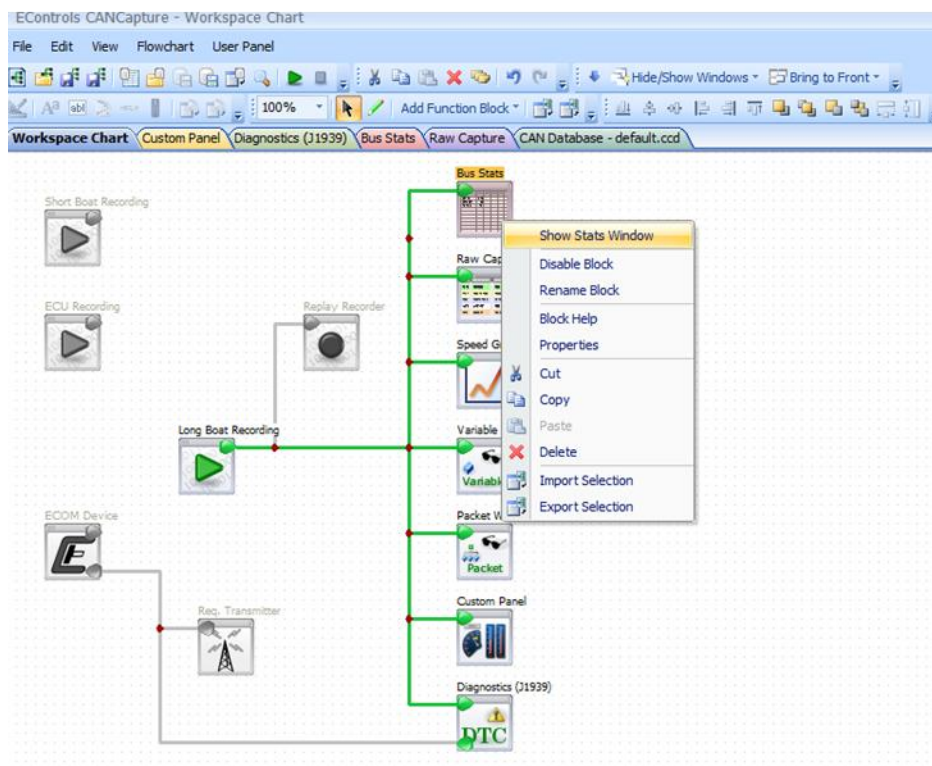 EControls CANCapture - Workspace Chart
File Edit View Flowchart User Panel
Hide/Show Windows Bring to Front
100% Add Function Block
Workspace Chart Custom Panel Diagnostics (J1939) Bus Stats Raw Capture CAN Database - default.ccd
Bus Stats
Short Boat Recording
Show Stats Window
Raw Cap
Disable Block
Rename Block
ECU Recording
Replay Recorder
Block Help
Speed G
Properties
Cut
Copy
Long Boat Recording
Variable
Paste
Delete
Variabl
Import Selection
ECOM Device
Packet W
Export Selection
Packet
Req. Transmitter
Custom Panel
Diagnostics (J1939)
DTC